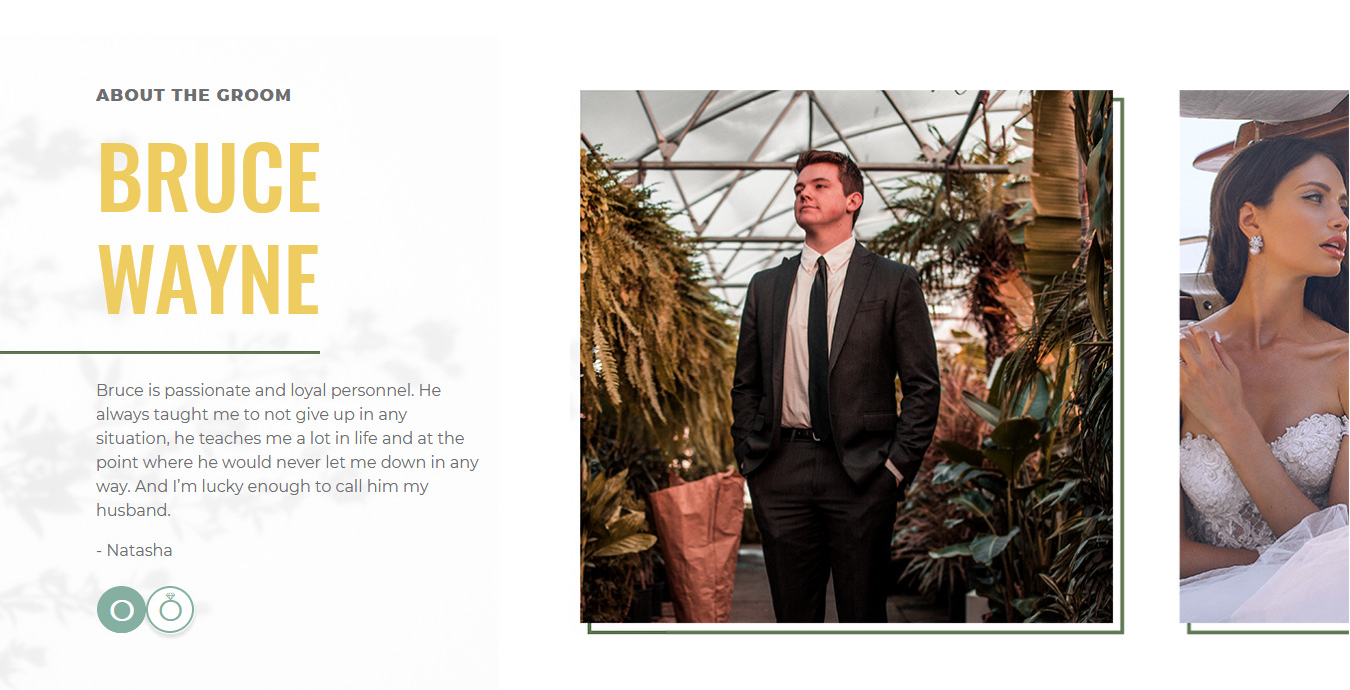 ABOUT THE GROOM
BRUCE
WAYNE
Bruce is passionate and loyal personnel. He
always taught me to not give up in any
situation, he teaches me a lot in life and at the
point where he would never let me down in any
way. And I’m lucky enough to call him my
husband.
- Natasha